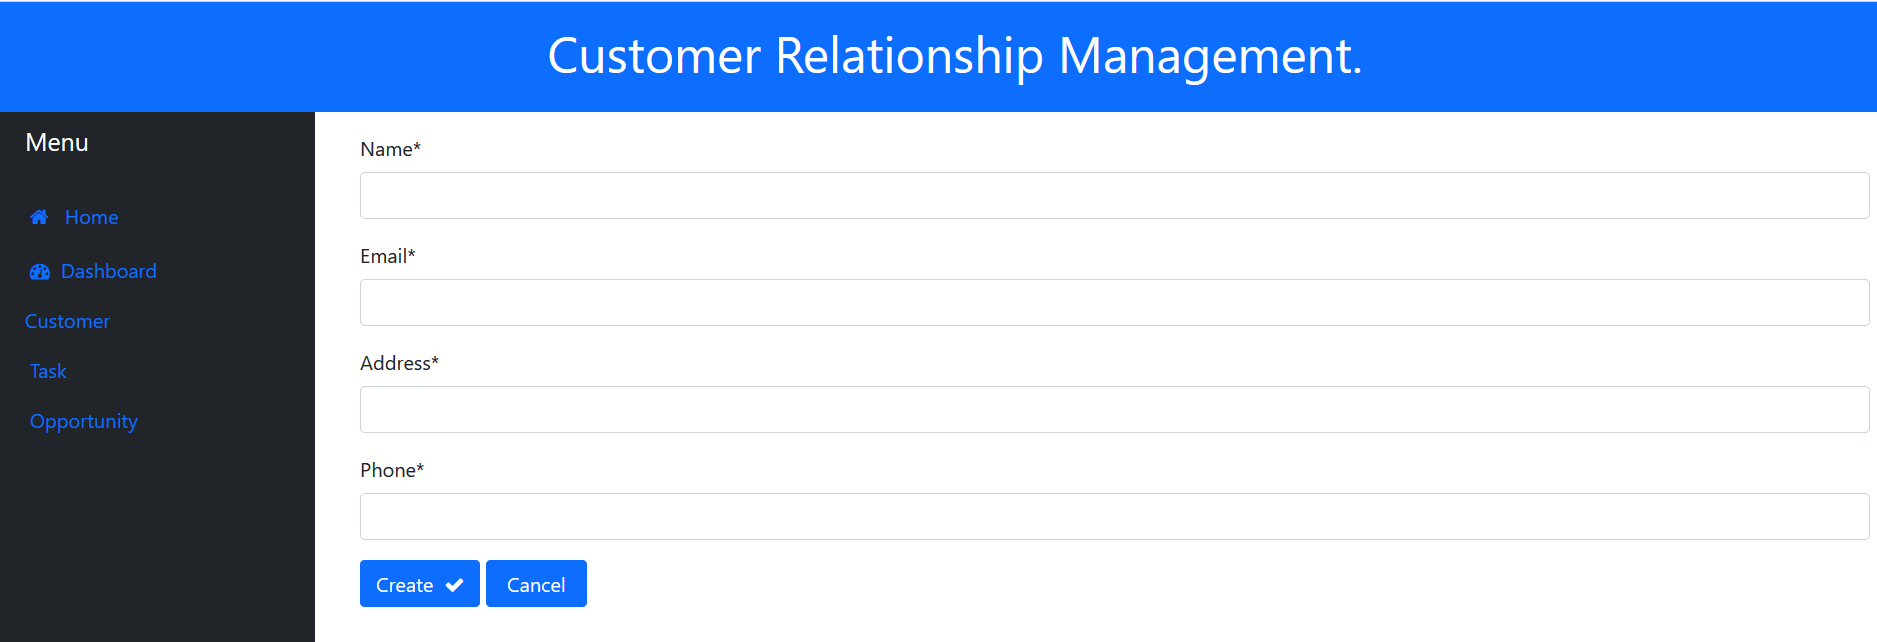 Customer Relationship Management.
Menu
Home
Dashboard
Customer
Task
Opportunity
Name*
Email*
Address*
Phone*
Create
Cancel